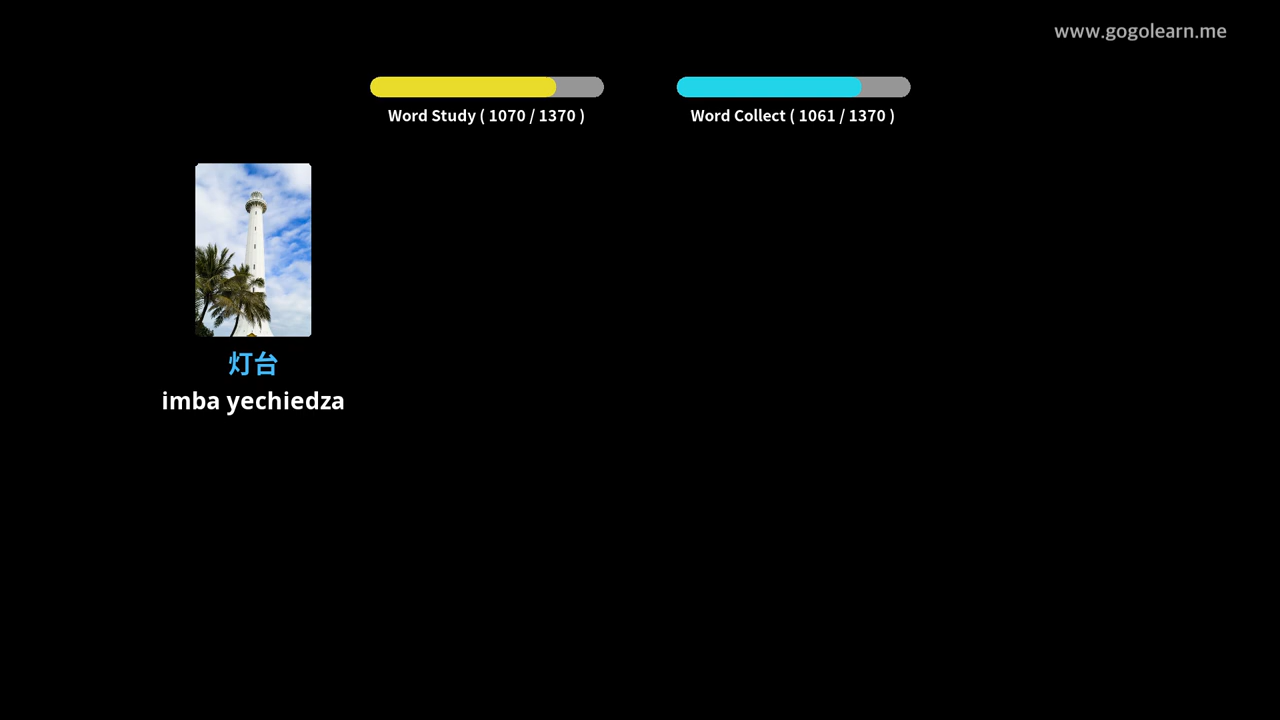 www.gogolearn.me
Word Study ( 1070 / 1370 )
Word Collect ( 1061 / 1370 )
灯台
imba yechiedza